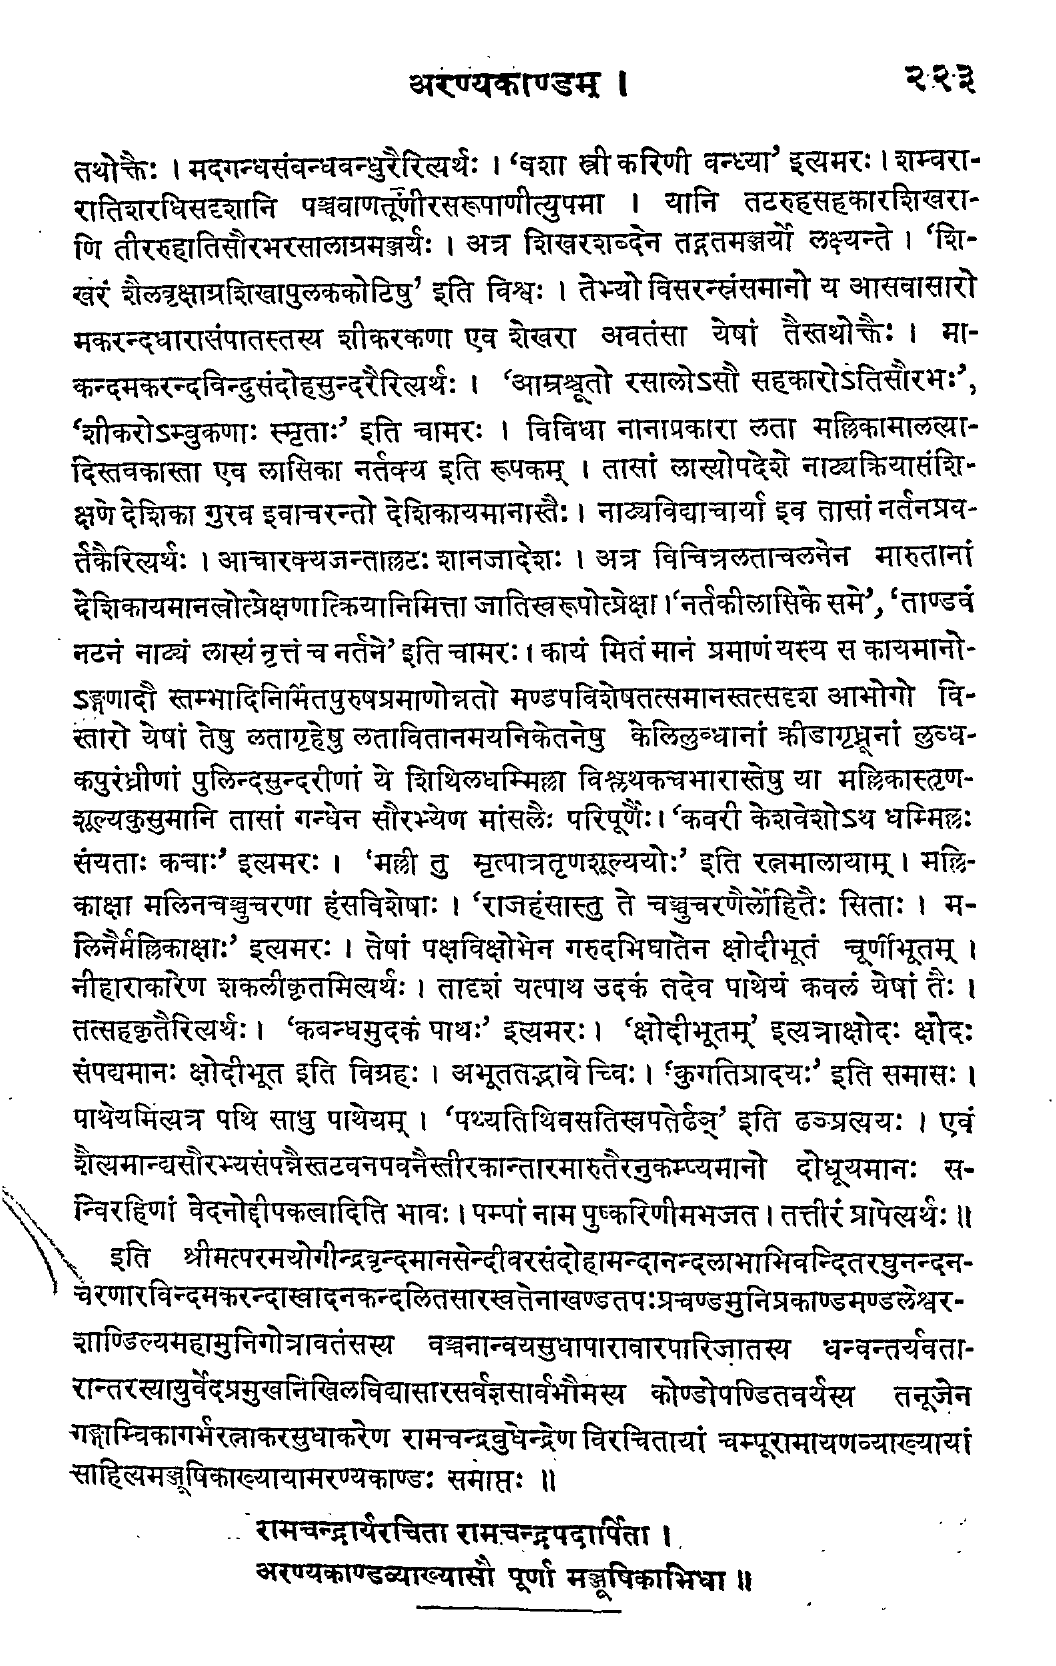 अरण्यकाण्डम् । २२३
तथोक्तैः । मदगन्धसंबन्धबन्धुरैरित्यर्थः । ‘वशा स्त्री करिणी वन्ध्या’ इत्यमरः । शम्बरा-
रातिशरधिसदृशानि पञ्चबाणतूणीरसरूपाणीत्युपमा । यानि तटरुहसहकारशिखरा-
णि तीररुहातिसौरभरसालाग्रमञ्जर्यः । अत्र शिखरशब्देन तद्गतमञ्जर्यो लक्ष्यन्ते । ‘शि-
खरं शैलवृक्षाग्रशिखापुलककोटिषु’ इति विश्वः । तेभ्यो विसरन्स्रंसमानो य आसवासारो
मकरन्दधारासंपातस्तस्य शीकरकणा एव शेखरा अवतंसा येषां तैस्तथोक्तैः । मा-
कन्दमकरन्दबिन्दुसंदोहसुन्दरैरित्यर्थः । ‘आम्रश्चूतो रसालोऽसौ सहकारोऽतिसौरभः’,
‘शीकरोऽम्बुकणाः स्मृताः’ इति चामरः । विविधा नानाप्रकारा लता मल्लिकामालत्या-
दिस्तबकास्ता एव लासिका नर्तक्य इति रूपकम् । तासां लास्योपदेशे नाट्यक्रियासंशि-
क्षणे देशिका गुरव इवाचरन्तो देशिकायमानास्तैः । नाट्यविद्याचार्या इव तासां नर्तनप्रव-
र्तकैरित्यर्थः । आचारक्यजन्ताल्लटः शानजादेशः । अत्र विचित्रलताचलनेन मारुतानां
देशिकायमानत्वोत्प्रेक्षणात्क्रियानिमित्ता जातिस्वरूपोत्प्रेक्षा । ‘नर्तकीलासिके समे’, ‘ताण्डवं
नटनं नाट्यं लास्यं नृत्तं च नर्तने’ इति चामरः । कायं मितं मानं प्रमाणं यस्य स कायमानो-
ऽङ्गणादौ स्तम्भादिनिर्मितपुरुषप्रमाणोन्नतो मण्डपविशेषतत्समानस्तत्सदृश आभोगो वि-
स्तारो येषां तेषु लतागृहेषु लतावितानमयनिकेतनेषु केलिलुब्धानां क्रीडागृध्नूनां लुब्ध-
कपुरंध्रीणां पुलिन्दसुन्दरीणां ये शिथिलधम्मिल्ला विश्लथकचभारास्तेषु या मल्लिकास्तृण-
शूल्यकुसुमानि तासां गन्धेन सौरभ्येण मांसलैः परिपूर्णैः । ‘कबरी केशवेशोऽथ धम्मिल्लः
संयताः कचाः’ इत्यमरः । ‘मल्ली तु मृत्पात्रतृणशूल्ययोः’ इति रत्नमालायाम् । मल्लि-
काक्षा मलिनचञ्चुचरणा हंसविशेषाः । ‘राजहंसास्तु ते चञ्चुचरणैर्लोहितैः सिताः । म-
लिनैर्मल्लिकाक्षाः’ इत्यमरः । तेषां पक्षविक्षोभेन गरुदभिघातेन क्षोदीभूतं चूर्णीभूतम् ।
नीहाराकारेण शकलीकृतमित्यर्थः । तादृशं यत्पाथ उदकं तदेव पाथेयं कवलं येषां तैः ।
तत्सहकृतैरित्यर्थः । ‘कबन्धमुदकं पाथः’ इत्यमरः । ‘क्षोदीभूतम्’ इत्यत्राक्षोदः क्षोदः
संपद्यमानः क्षोदीभूत इति विग्रहः । अभूततद्भावे च्विः । ‘कुगतिप्रादयः’ इति समासः ।
पाथेयमित्यत्र पथि साधु पाथेयम् । ‘पथ्यतिथिवसतिस्वपतेर्ढञ्’ इति ढञ्प्रत्ययः । एवं
शैत्यमान्द्यसौरभ्यसंपन्नैस्तटवनपवनैस्तीरकान्तारमारुतैरनुकम्प्यमानो दोधूयमानः स-
न्विरहिणां वेदनोद्दीपकत्वादिति भावः । पम्पां नाम पुष्करिणीमभजत । तत्तीरं प्रापेत्यर्थः ॥
इति श्रीमत्परमयोगीन्द्रवृन्दमानसेन्दीवरसंदोहामन्दानन्दलाभाभिवन्दितरघुनन्दन-
चरणारविन्दमकरन्दास्वादनकन्दलितसारस्वतेनाखण्डतपःप्रचण्डमुनिप्रकाण्डमण्डलेश्वर-
शाण्डिल्यमहामुनिगोत्रावतंसस्य वञ्चनान्वयसुधापारावारपारिजातस्य धन्वन्तर्यवता-
रान्तरस्यायुर्वेदप्रमुखनिखिलविद्यासारसर्वज्ञसार्वभौमस्य कोण्डोपण्डितवर्यस्य तनूजेन
गङ्गाम्बिकागर्भरत्नाकरसुधाकरेण रामचन्द्रबुधेन्द्रेण विरचितायां चम्पूरामायणव्याख्यायां
साहित्यमञ्जूषिकाख्यायामरण्यकाण्डः समाप्तः ॥
रामचन्द्रार्यरचिता रामचन्द्रपदार्पिता ।
अरण्यकाण्डव्याख्यासौ पूर्णा मञ्जूषिकाभिधा ॥